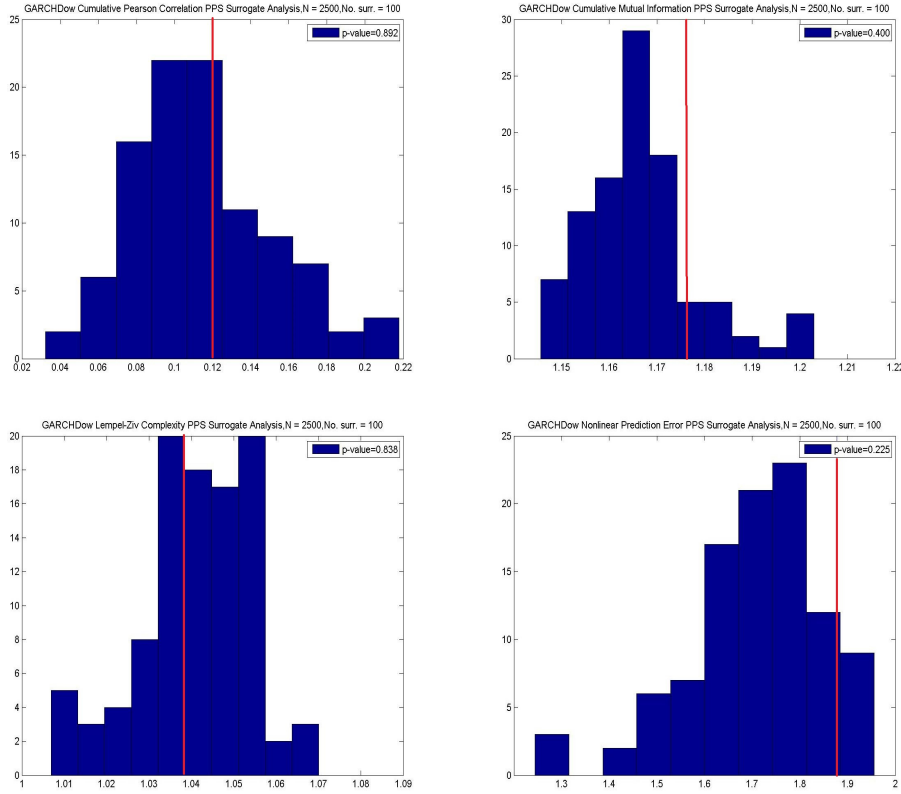 GARCHDow Cumulative Pearson Correlation PPS Surrogate Analysis,N = 2500,No. surr. = 100
p-value=0.892
25
20
15
10
5
0
0.02 0.04 0.06 0.08 0.1 0.12 0.14 0.16 0.18 0.2 0.22
GARCHDow Cumulative Mutual Information PPS Surrogate Analysis,N = 2500,No. surr. = 100
p-value=0.400
30
25
20
15
10
5
0
1.15 1.16 1.17 1.18 1.19 1.2 1.21 1.22
GARCHDow Lempel-Ziv Complexity PPS Surrogate Analysis,N = 2500,No. surr. = 100
p-value=0.838
20
18
16
14
12
10
8
6
4
2
0
1 1.01 1.02 1.03 1.04 1.05 1.06 1.07 1.08 1.09
GARCHDow Nonlinear Prediction Error PPS Surrogate Analysis,N = 2500,No. surr. = 100
p-value=0.225
25
20
15
10
5
0
1.3 1.4 1.5 1.6 1.7 1.8 1.9 2